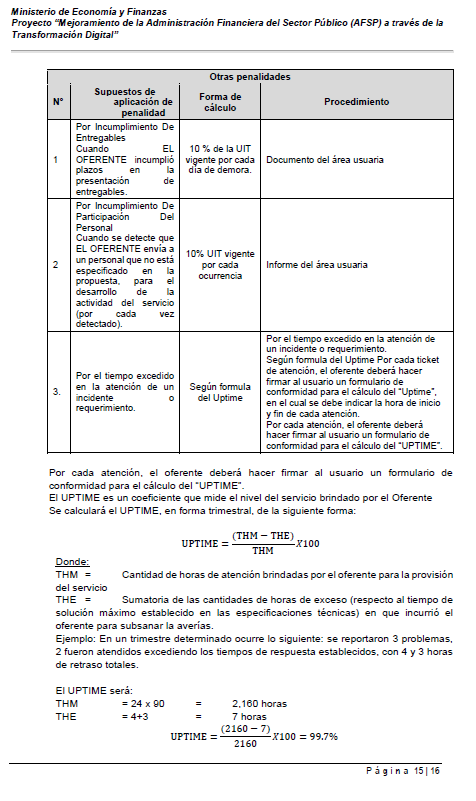 Ministerio de Economía y Finanzas
Proyecto "Mejoramiento de la Administración Financiera del Sector Público (AFSP) a través de la
Transformación Digital"
Otras penalidades
N°
Supuestos de
aplicación de
penalidad
Forma de
cálculo
Procedimiento
1
Por Incumplimiento De
Entregables
Cuando EL
OFERENTE incumplió
plazos en la
presentación de
entregables.
10 % de la UIT
vigente por cada
día de demora.
Documento del área usuaria
2
Por Incumplimiento De
Participación Del
Personal
Cuando se detecte que
EL OFERENTE envía a
un personal que no está
especificado en la
propuesta, para el
desarrollo de la
actividad del servicio
(por cada vez
detectado).
10% UIT vigente
por cada
ocurrencia
Informe del área usuaria
3.
Por el tiempo excedido
en la atención de un
incidente o
requerimiento.
Según formula
del Uptime
Por el tiempo excedido en la atención de
un incidente o requerimiento.
Según formula del Uptime Por cada ticket
de atención, el oferente deberá hacer
firmar al usuario un formulario de
conformidad para el cálculo del "Uptime",
en el cual se debe indicar la hora de inicio
y fin de cada atención.
Por cada atención, el oferente deberá
hacer firmar al usuario un formulario de
conformidad para el cálculo del "UPTIME".
Por cada atención, el oferente deberá hacer firmar al usuario un formulario de
conformidad para el cálculo del "UPTIME".
El UPTIME es un coeficiente que mide el nivel del servicio brindado por el Oferente
Se calculará el UPTIME, en forma trimestral, de la siguiente forma:
UPTIME = (THM − THE) / THM X100
Donde:
THM = Cantidad de horas de atención brindadas por el oferente para la provisión
del servicio
THE = Sumatoria de las cantidades de horas de exceso (respecto al tiempo de
solución máximo establecido en las especificaciones técnicas) en que incurrió el
oferente para subsanar la averías.
Ejemplo: En un trimestre determinado ocurre lo siguiente: se reportaron 3 problemas,
2 fueron atendidos excediendo los tiempos de respuesta establecidos, con 4 y 3 horas
de retraso totales.
El UPTIME será:
THM = 24 x 90 = 2,160 horas
THE = 4+3 = 7 horas
UPTIME = (2160 − 7) / 2160 X100 = 99.7%
Página 15|16